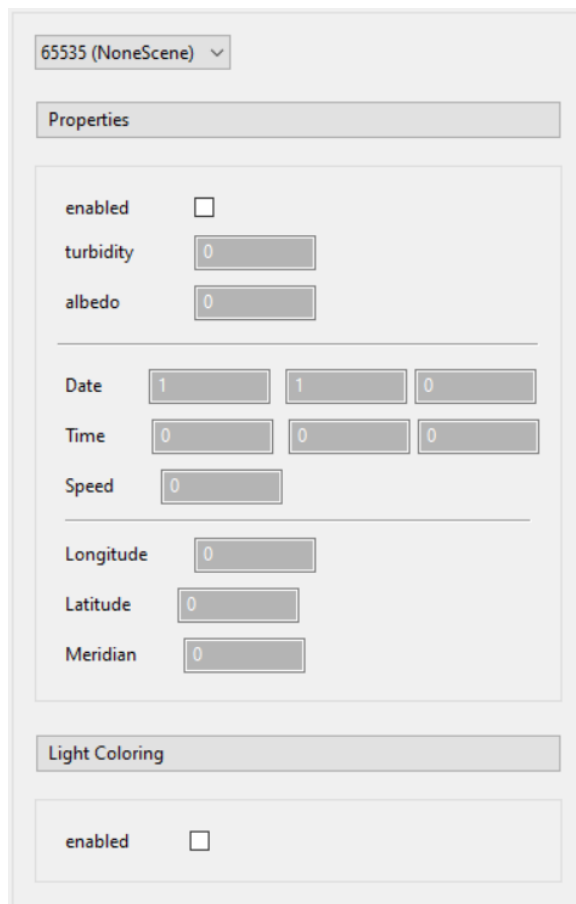 65535 (NoneScene)
Properties
enabled
turbidity 0
albedo 0
Date 1 1 0
Time 0 0 0
Speed 0
Longitude 0
Latitude 0
Meridian 0
Light Coloring
enabled